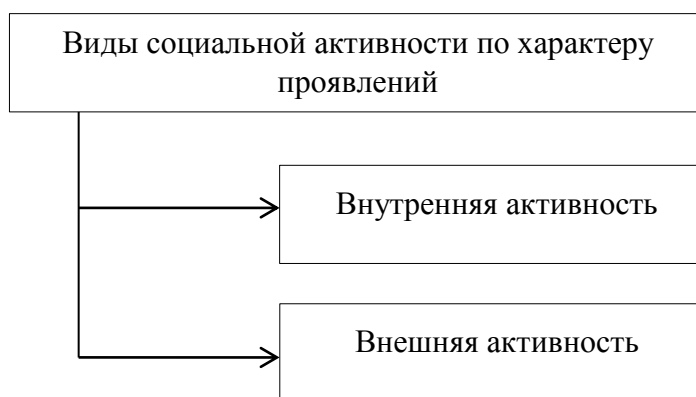 Виды социальной активности по характеру
проявлений
Внутренняя активность
Внешняя активность